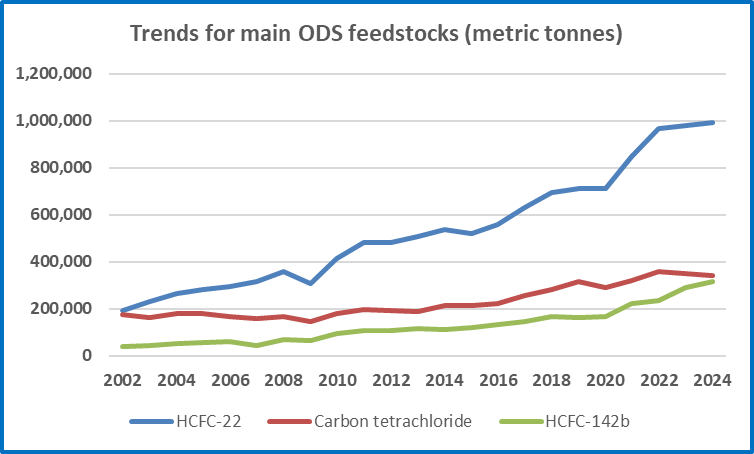 Trends for main ODS feedstocks (metric tonnes)
1,200,000
1,000,000
800,000
600,000
400,000
200,000
0
2002 2004 2006 2008 2010 2012 2014 2016 2018 2020 2022 2024
HCFC-22 Carbon tetrachloride HCFC-142b